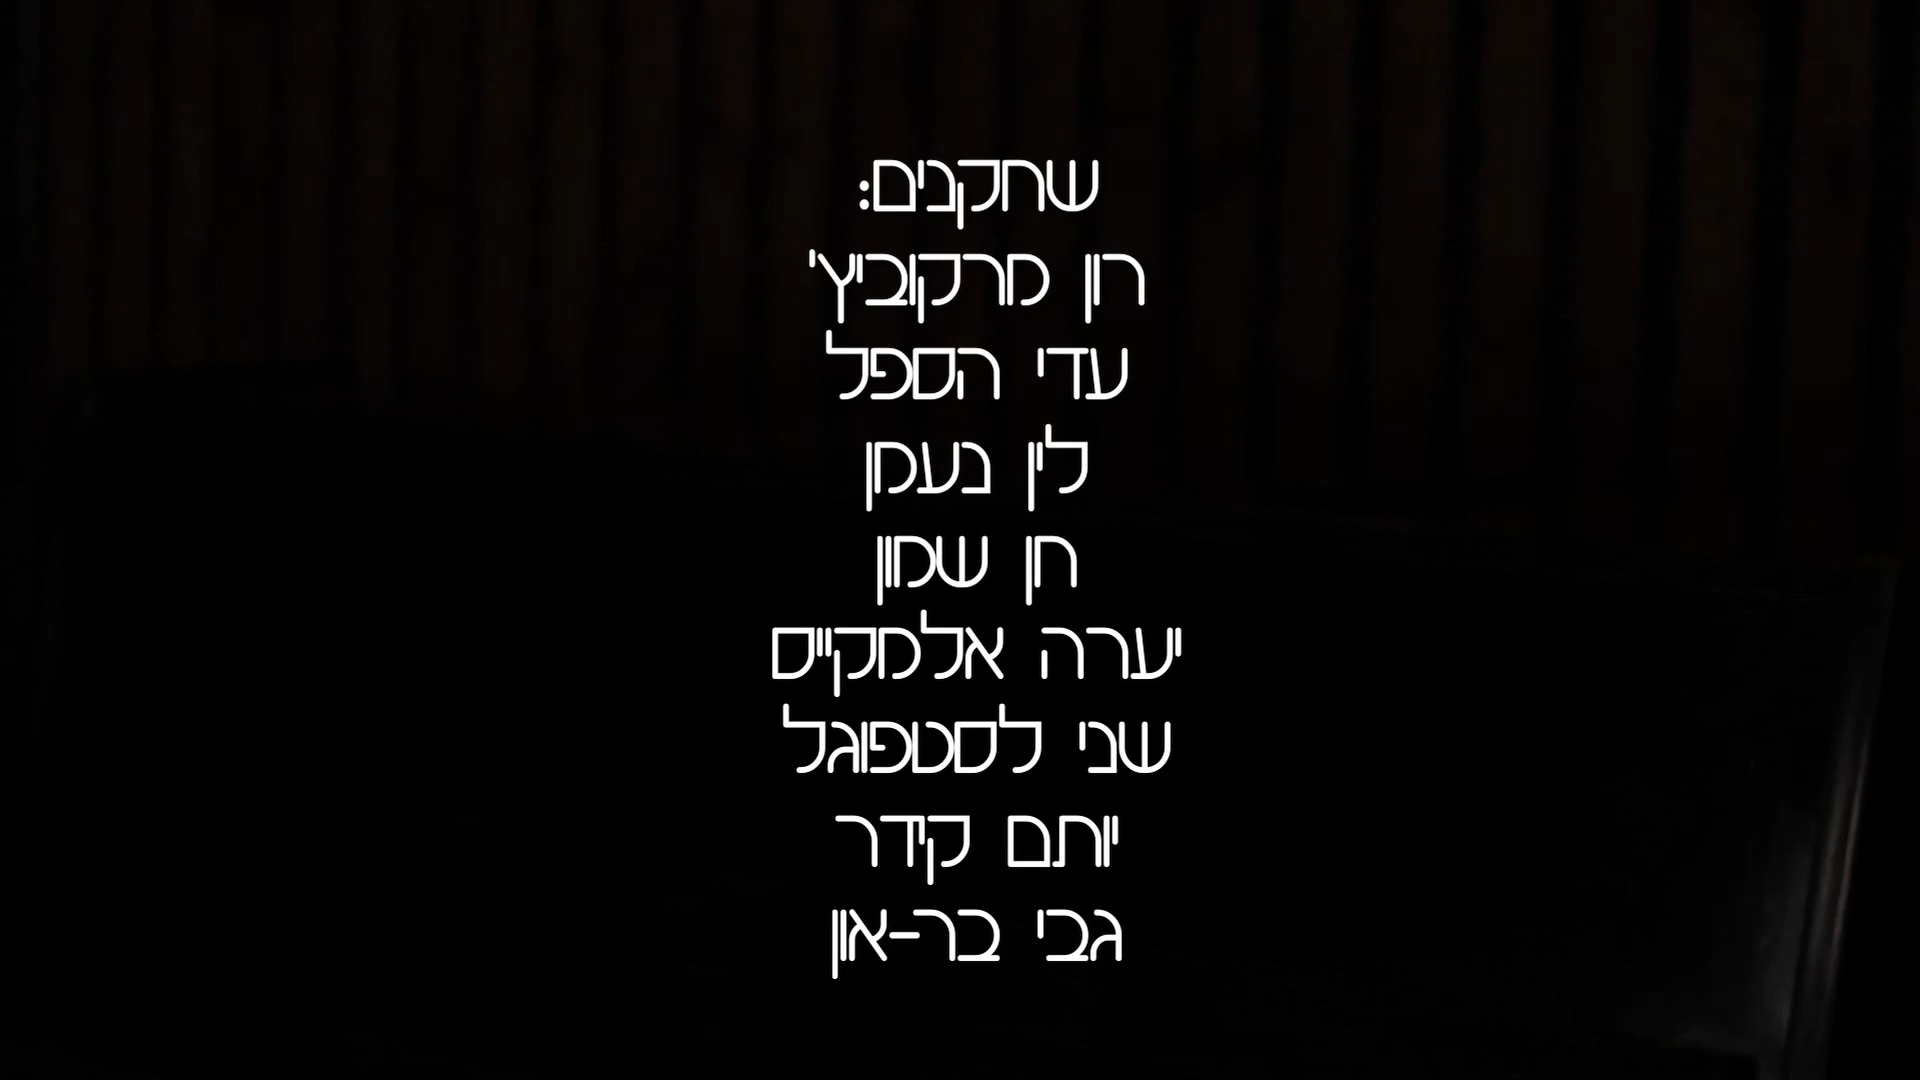 שחקנים:
רון מרקוביץ'
עדי הספל
לין נעמן
חן שמון
יערה אלמקייס
שני לסטפוגל
יותם קידר
גבי בר-און